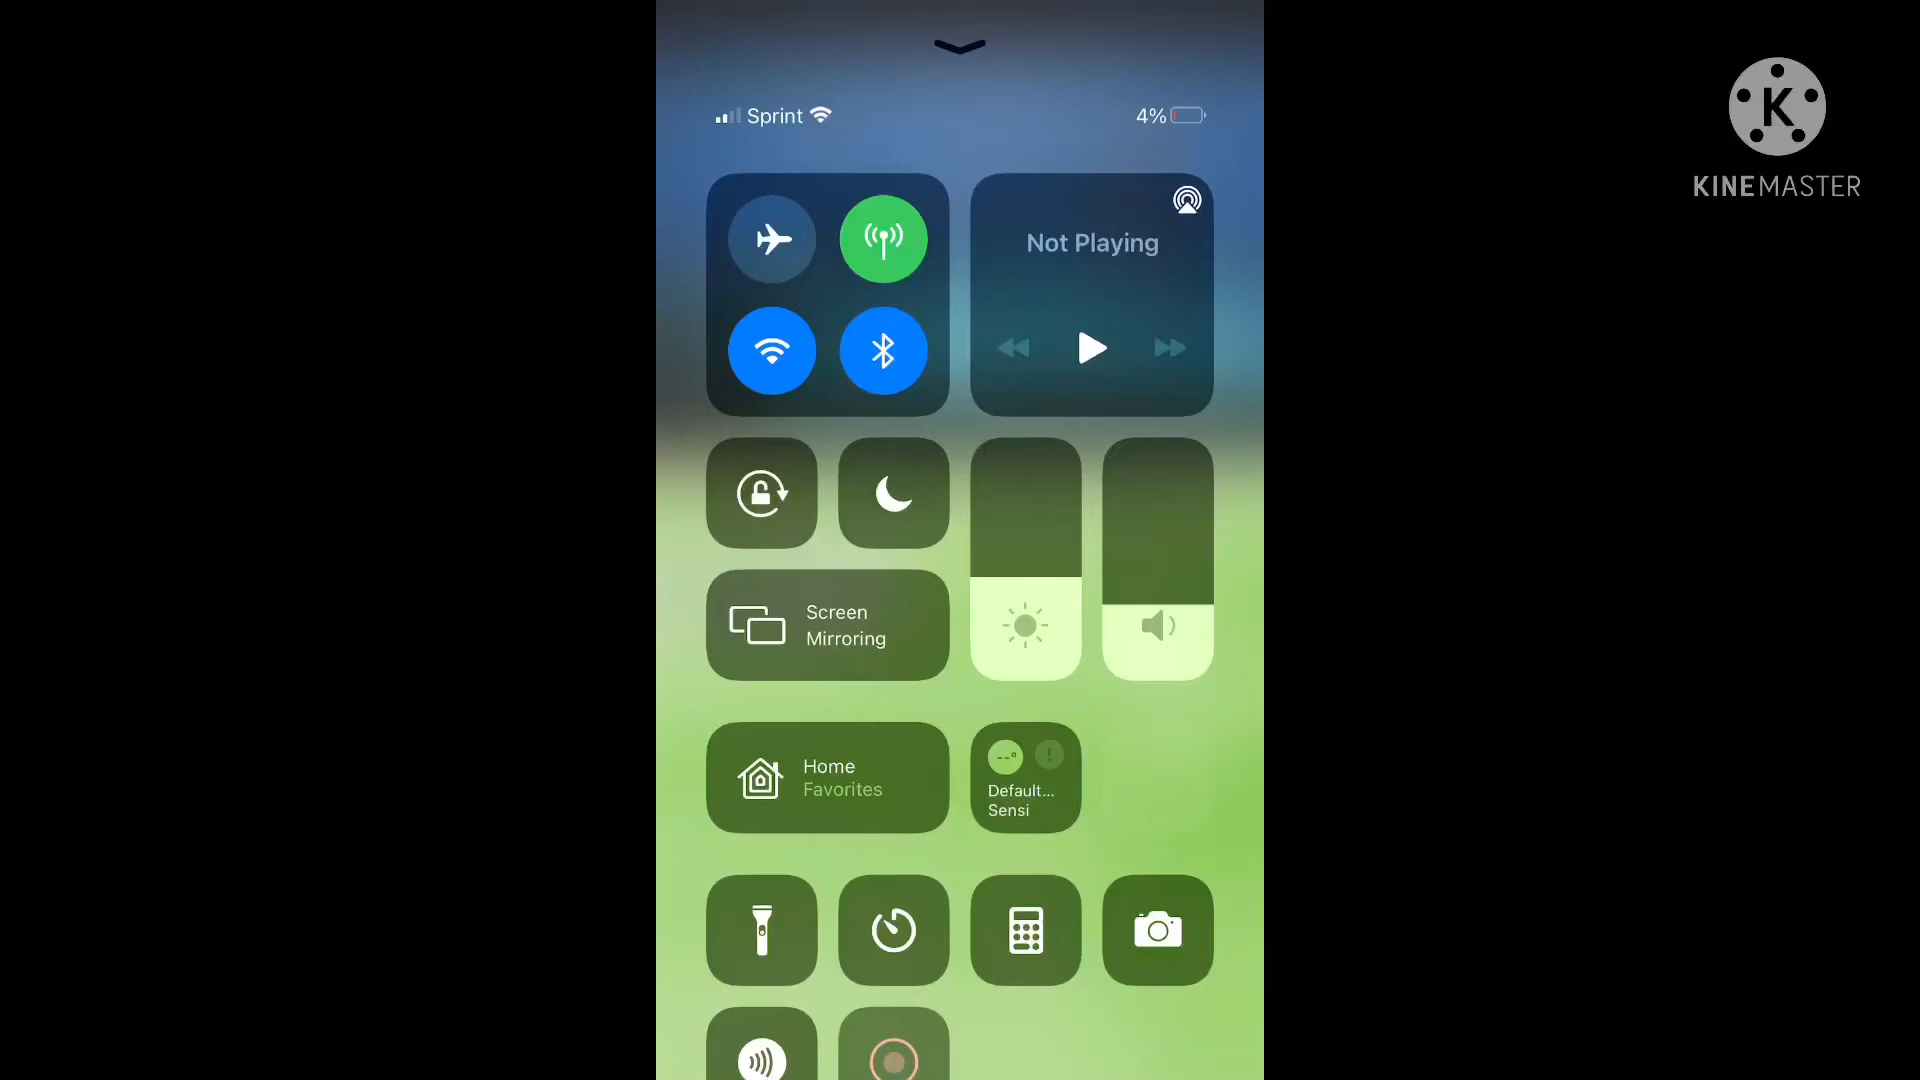 Sprint
4%
K
KINEMASTER
Not Playing
Screen
Mirroring
Home
Favorites
--°
!
Default...
Sensi